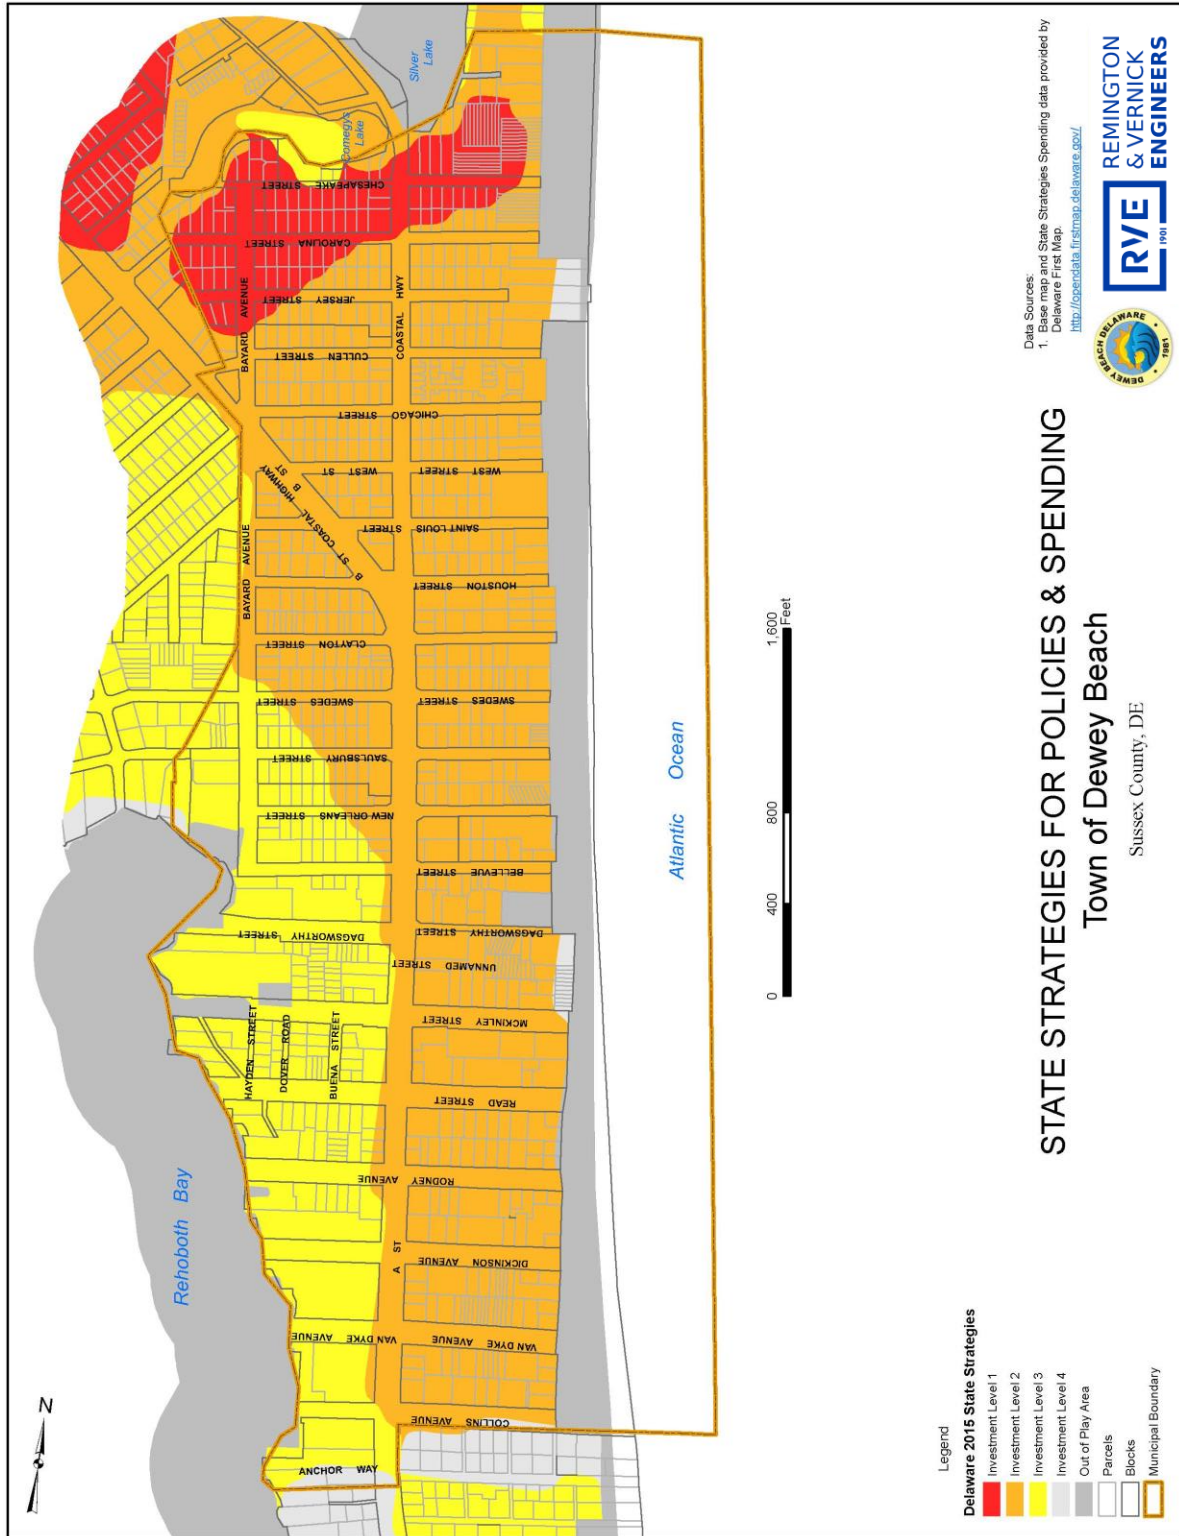 STATE STRATEGIES FOR POLICIES & SPENDING
Town of Dewey Beach
Sussex County, DE
Data Sources:
1. Base map and State Strategies Spending data provided by
Delaware First Map.
http://opendata.firstmap.delaware.gov/
RVE
1901
REMINGTON
& VERNICK
ENGINEERS
DEWEY BEACH DELAWARE
1981
Legend
Delaware 2015 State Strategies
Investment Level 1
Investment Level 2
Investment Level 3
Investment Level 4
Out of Play Area
Parcels
Blocks
Municipal Boundary
0 400 800 1,600
Feet
N
Silver
Lake
Comegys
Lake
Rehoboth Bay
Atlantic Ocean
CHESAPEAKE STREET
CAROLINA STREET
JERSEY STREET
CULLEN STREET
CHICAGO STREET
WEST ST
WEST STREET
SAINT LOUIS STREET
HOUSTON STREET
CLAYTON STREET
SWEDES STREET
SWEDES STREET
SAULSBURY STREET
NEW ORLEANS STREET
BELLEVUE STREET
DAGSWORTHY STREET
DAGSWORTHY STREET
UNNAMED STREET
MCKINLEY STREET
READ STREET
RODNEY AVENUE
DICKINSON AVENUE
VAN DYKE AVENUE
VAN DYKE AVENUE
COLLINS AVENUE
ANCHOR WAY
BAYARD AVENUE
BAYARD AVENUE
COASTAL HWY
B ST COASTAL HIGHWAY
B ST
HAYDEN STREET
DOVER ROAD
BUENA STREET
A ST